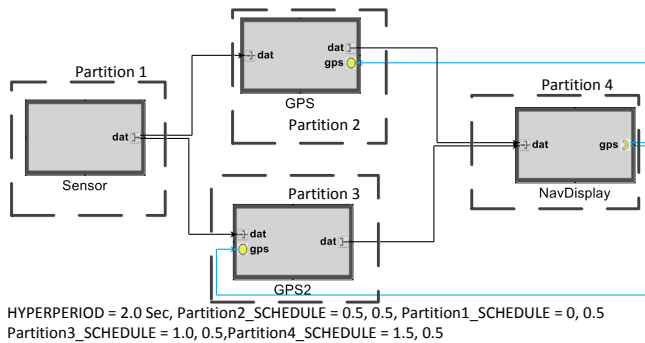 Partition 1
dat
Sensor
dat
dat
gps
GPS
Partition 2
Partition 3
dat
gps
dat
GPS2
Partition 4
dat
gps
NavDisplay
HYPERPERIOD = 2.0 Sec, Partition2_SCHEDULE = 0.5, 0.5, Partition1_SCHEDULE = 0, 0.5
Partition3_SCHEDULE = 1.0, 0.5,Partition4_SCHEDULE = 1.5, 0.5